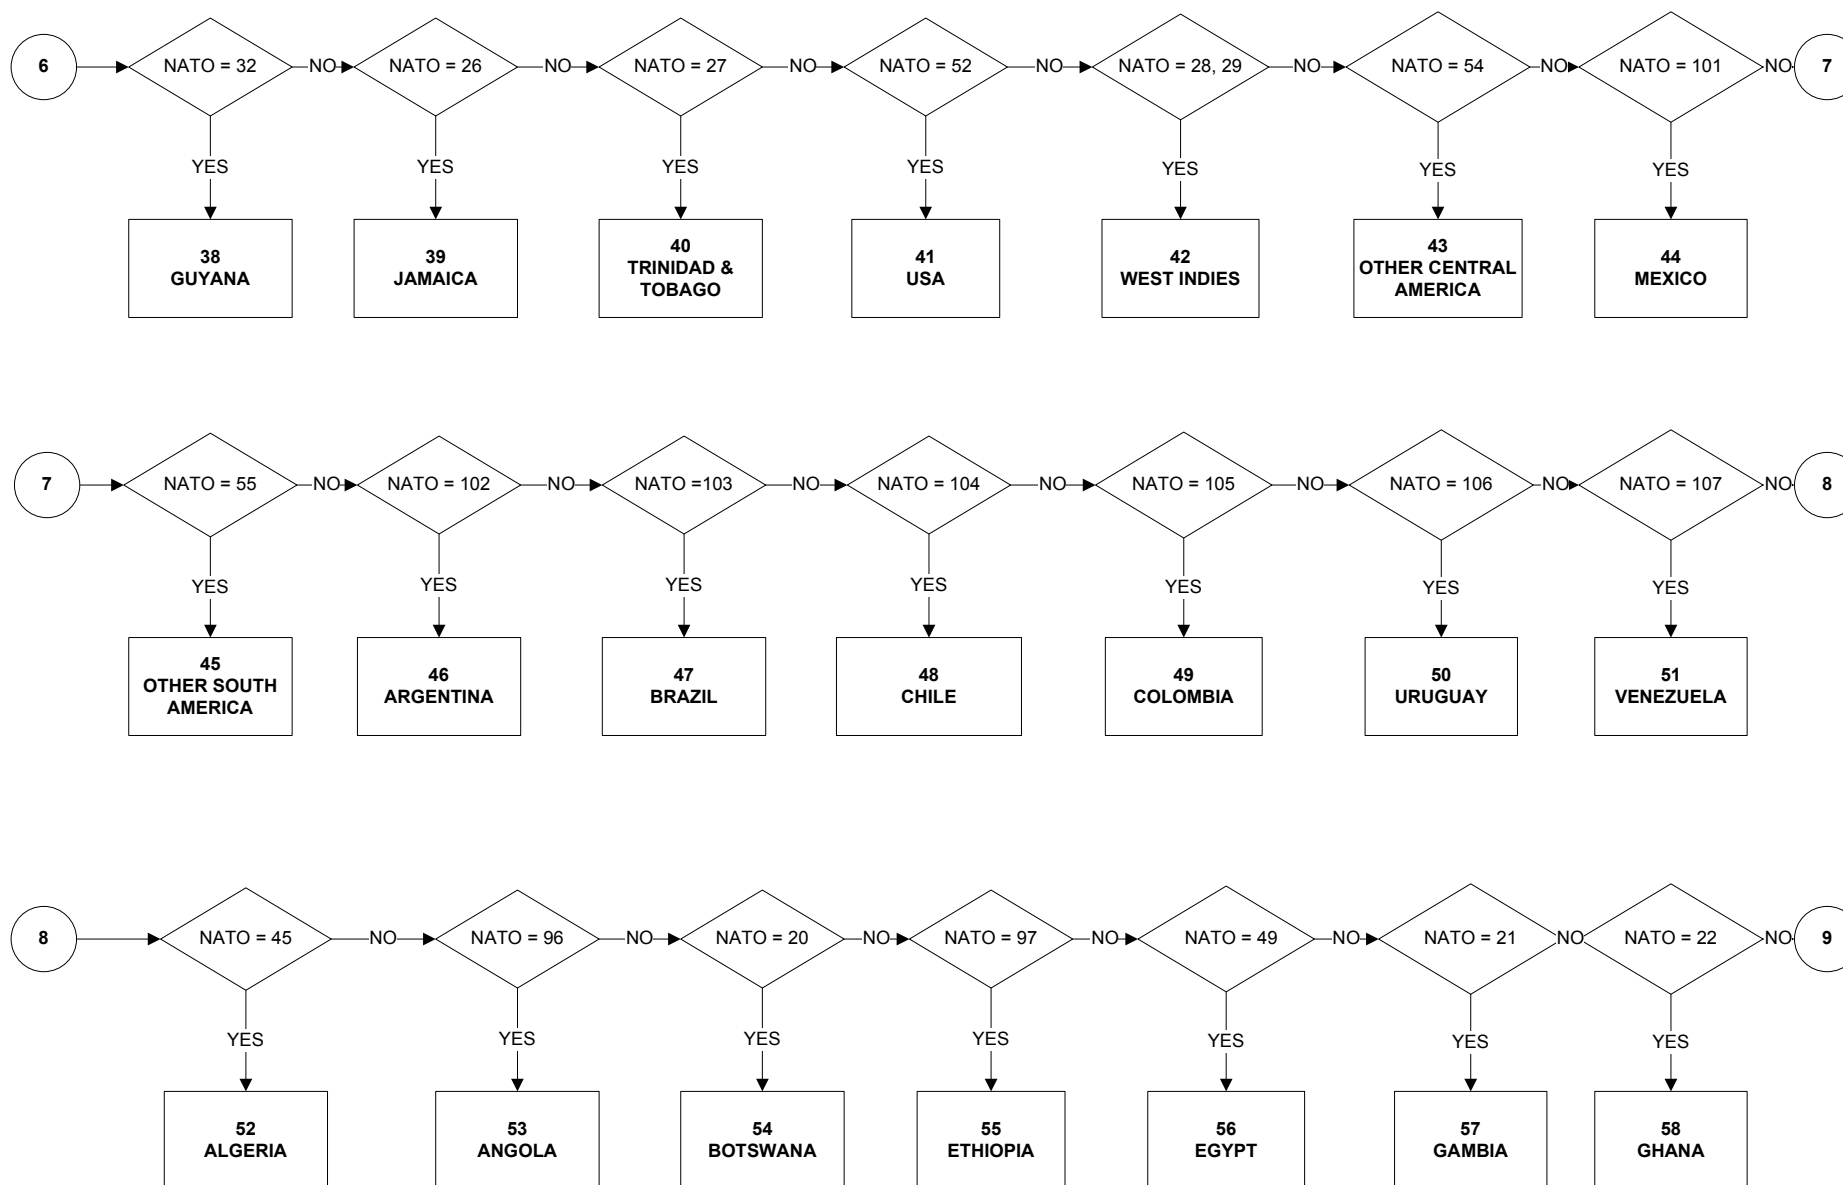 6
NATO = 32
NO
NATO = 26
NO
NATO = 27
NO
NATO = 52
NO
NATO = 28, 29
NO
NATO = 54
NO
NATO = 101
NO
7
YES
YES
YES
YES
YES
YES
YES
38
GUYANA
39
JAMAICA
40
TRINIDAD &
TOBAGO
41
USA
42
WEST INDIES
43
OTHER CENTRAL
AMERICA
44
MEXICO
7
NATO = 55
NO
NATO = 102
NO
NATO =103
NO
NATO = 104
NO
NATO = 105
NO
NATO = 106
NO
NATO = 107
NO
8
YES
YES
YES
YES
YES
YES
YES
45
OTHER SOUTH
AMERICA
46
ARGENTINA
47
BRAZIL
48
CHILE
49
COLOMBIA
50
URUGUAY
51
VENEZUELA
8
NATO = 45
NO
NATO = 96
NO
NATO = 20
NO
NATO = 97
NO
NATO = 49
NO
NATO = 21
NO
NATO = 22
NO
9
YES
YES
YES
YES
YES
YES
YES
52
ALGERIA
53
ANGOLA
54
BOTSWANA
55
ETHIOPIA
56
EGYPT
57
GAMBIA
58
GHANA